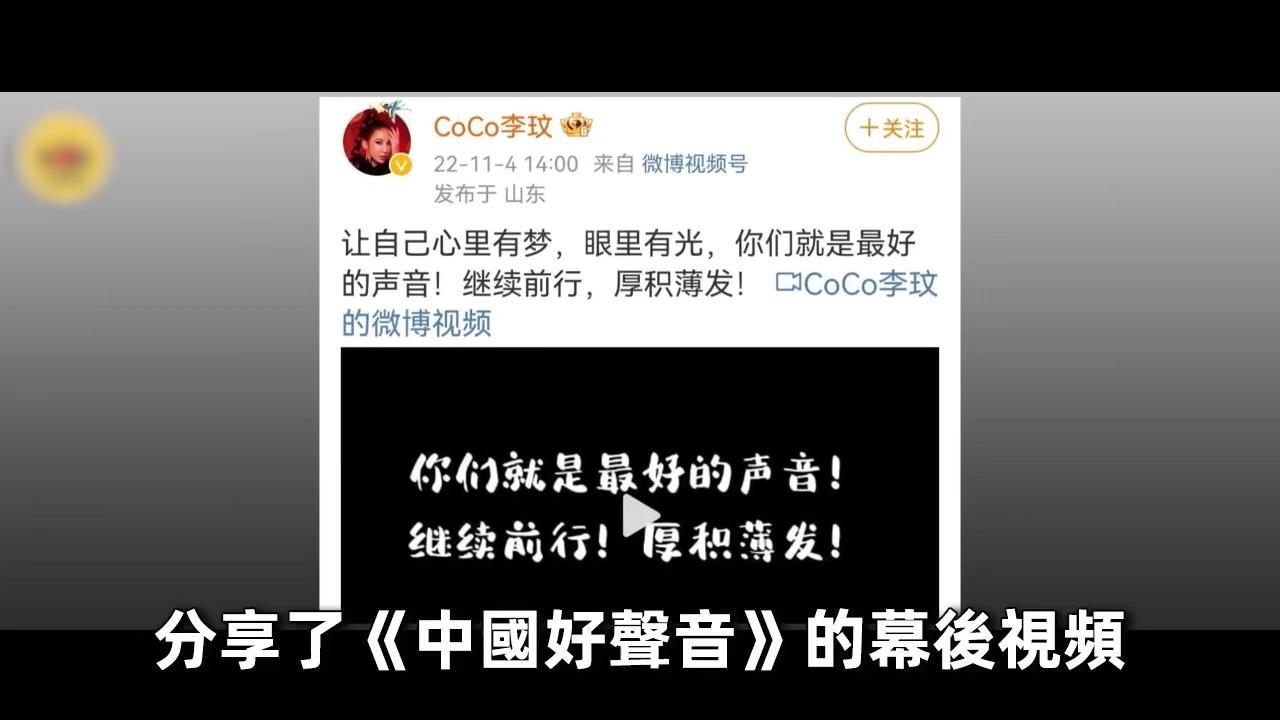 CoCo李玟
+关注
22-11-4 14:00 来自 微博视频号
发布于 山东
让自己心里有梦，眼里有光，你们就是最好
的声音！继续前行，厚积薄发！ CoCo李玟
的微博视频
你们就是最好的声音！
继续前行！厚积薄发！
分享了《中國好聲音》的幕後視頻